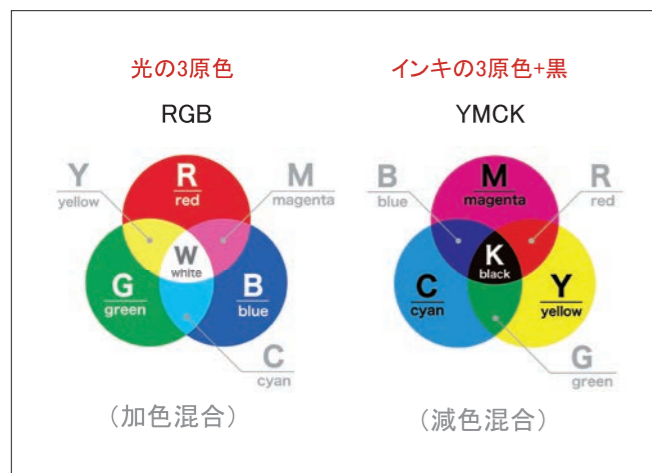 光の3原色
RGB
Y
yellow
R
red
M
magenta
W
white
G
green
B
blue
C
cyan
(加色混合)
インキの3原色+黒
YMCK
B
blue
M
magenta
R
red
K
black
C
cyan
Y
yellow
G
green
(減色混合)